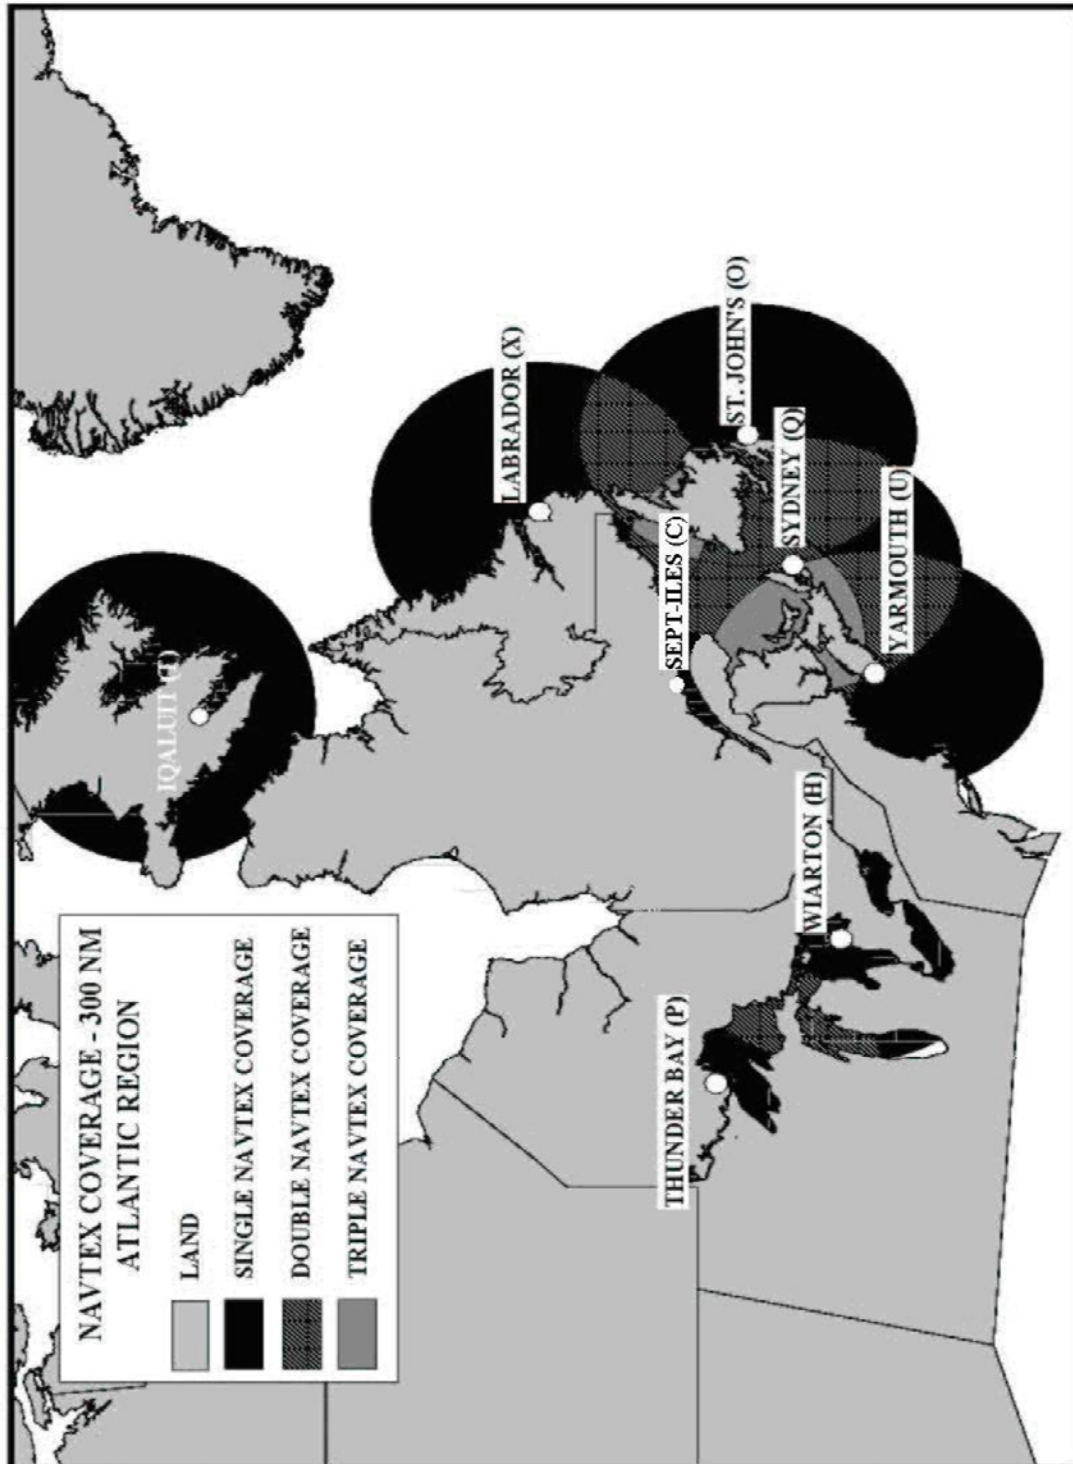 NAVTEX COVERAGE - 300 NM
ATLANTIC REGION
LAND
SINGLE NAVTEX COVERAGE
DOUBLE NAVTEX COVERAGE
TRIPLE NAVTEX COVERAGE
IQALUIT (T)
LABRADOR (X)
ST. JOHN'S (O)
SEPT-ILES (C)
SYDNEY (Q)
YARMOUTH (U)
WIARTON (H)
THUNDER BAY (P)